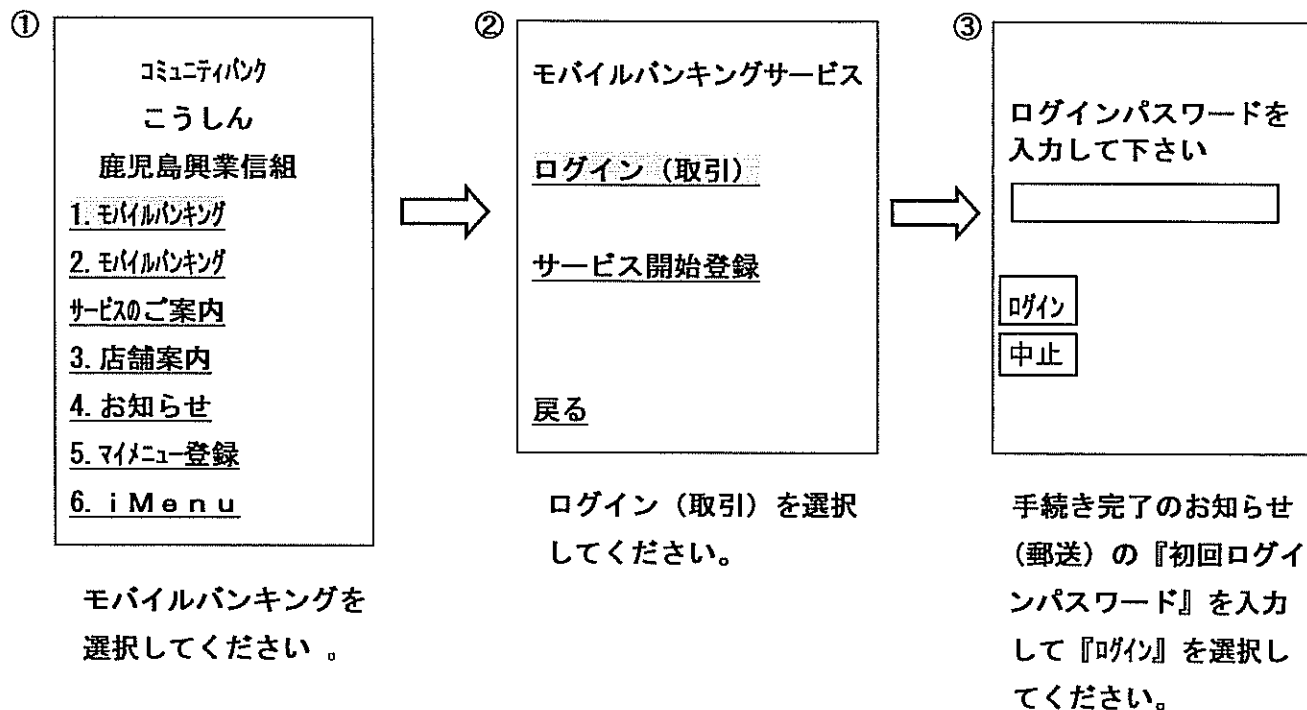 ①
コミュニティバンク
こうしん
鹿児島興業信組
1. モバイルバンキング
2. モバイルバンキング
サービスのご案内
3. 店舗案内
4. お知らせ
5. マイメニュー登録
6. ｉＭｅｎｕ
モバイルバンキングを
選択してください 。
②
モバイルバンキングサービス
ログイン（取引）
サービス開始登録
戻る
ログイン（取引）を選択
してください。
③
ログインパスワードを
入力して下さい
ログイン
中止
手続き完了のお知らせ
（郵送）の『初回ログイ
ンパスワード』を入力
して『ログイン』を選択し
てください。